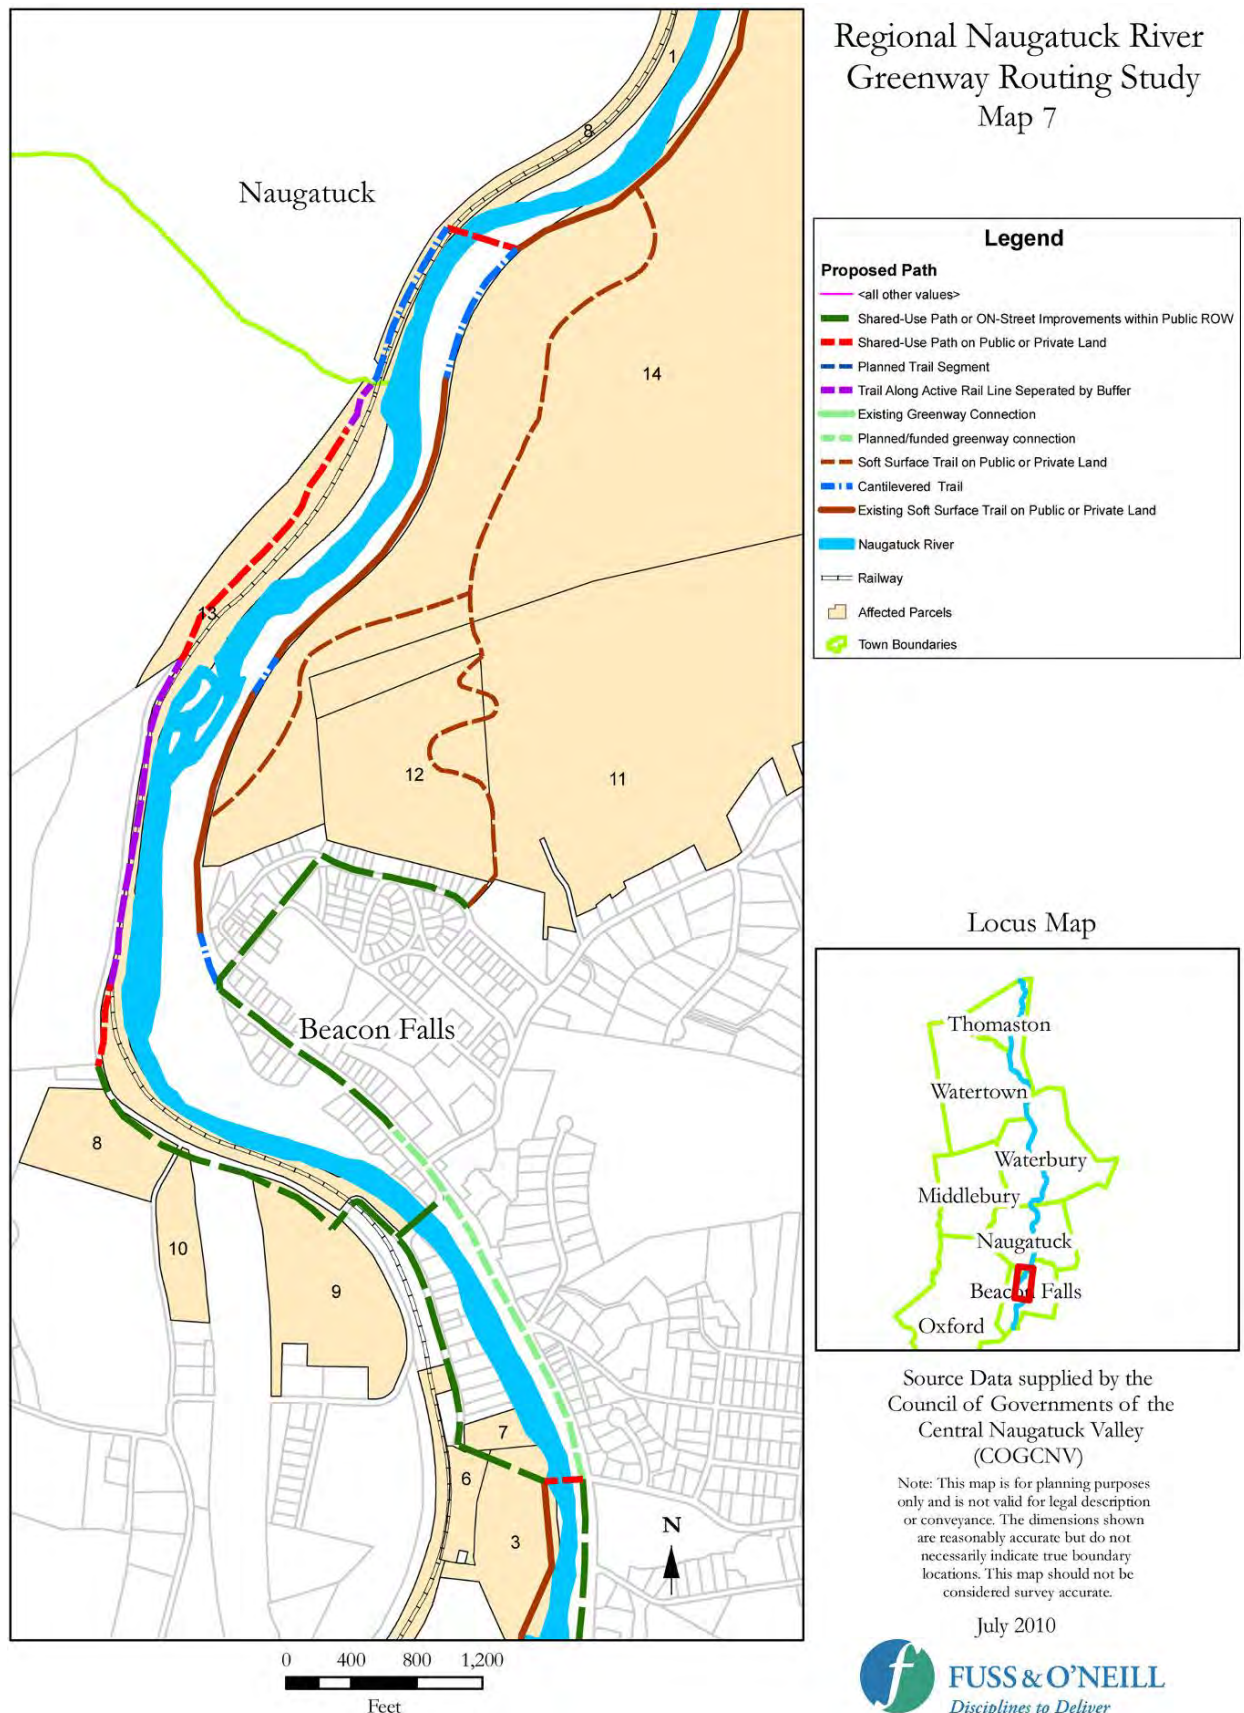 Regional Naugatuck River
Greenway Routing Study
Map 7
1
8
Naugatuck
14
13
12
11
Beacon Falls
8
10
9
7
6
3
N
0 400 800 1,200
Feet
Legend
Proposed Path
<all other values>
Shared-Use Path or ON-Street Improvements within Public ROW
Shared-Use Path on Public or Private Land
Planned Trail Segment
Trail Along Active Rail Line Seperated by Buffer
Existing Greenway Connection
Planned/funded greenway connection
Soft Surface Trail on Public or Private Land
Cantilevered Trail
Existing Soft Surface Trail on Public or Private Land
Naugatuck River
Railway
Affected Parcels
Town Boundaries
Locus Map
Thomaston
Watertown
Waterbury
Middlebury
Naugatuck
Beacon Falls
Oxford
Source Data supplied by the
Council of Governments of the
Central Naugatuck Valley
(COGCNV)
Note: This map is for planning purposes
only and is not valid for legal description
or conveyance. The dimensions shown
are reasonably accurate but do not
necessarily indicate true boundary
locations. This map should not be
considered survey accurate.
July 2010
FUSS & O'NEILL
Disciplines to Deliver